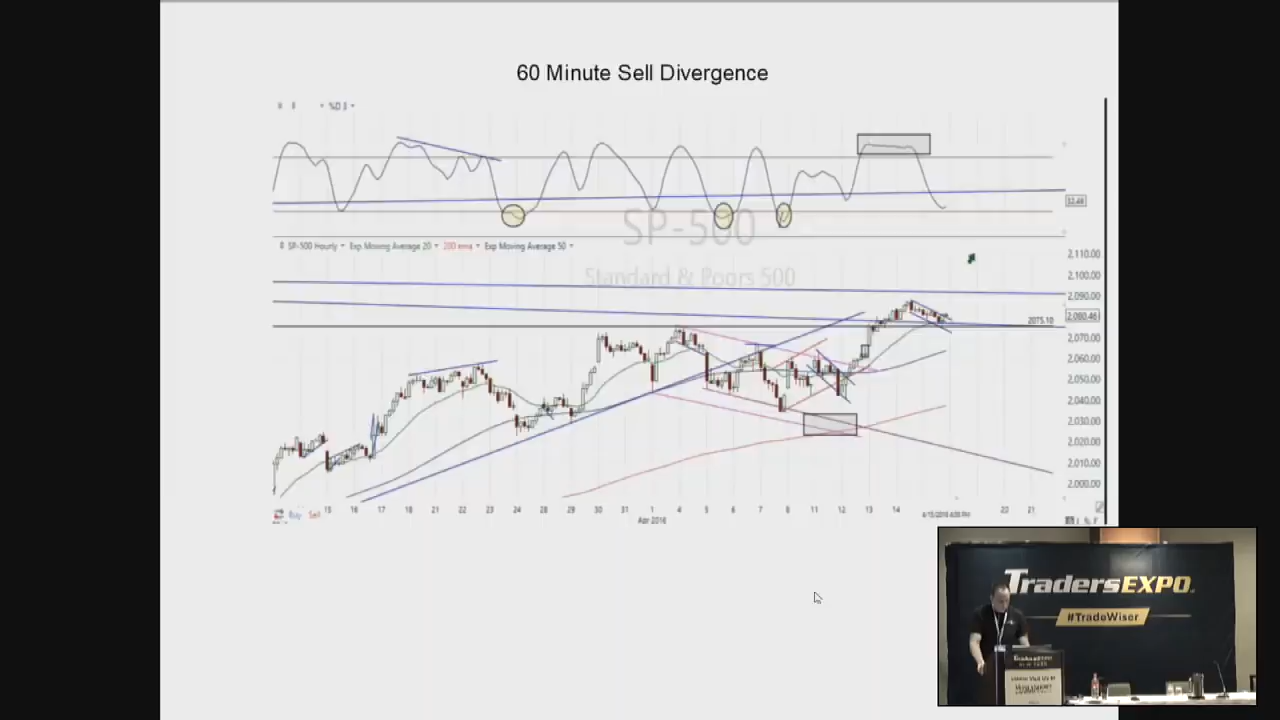 60 Minute Sell Divergence
%D 3
32.48
SP-500
SP-500 Hourly Exp Moving Average 20 200 ema Exp Moving Average 50
Standard & Poors 500
2,110.00
2,100.00
2,090.00
2,080.46
2075.10
2,060.00
2,050.00
2,040.00
2,030.00
2,020.00
2,010.00
2,000.00
15 16 17 18 21 22 23 24 28 29 30 31 4 5 6 7 8 11 12 13 14 20 21
Apr 2016
Buy Sell
TradersEXPO
#TradeWiser